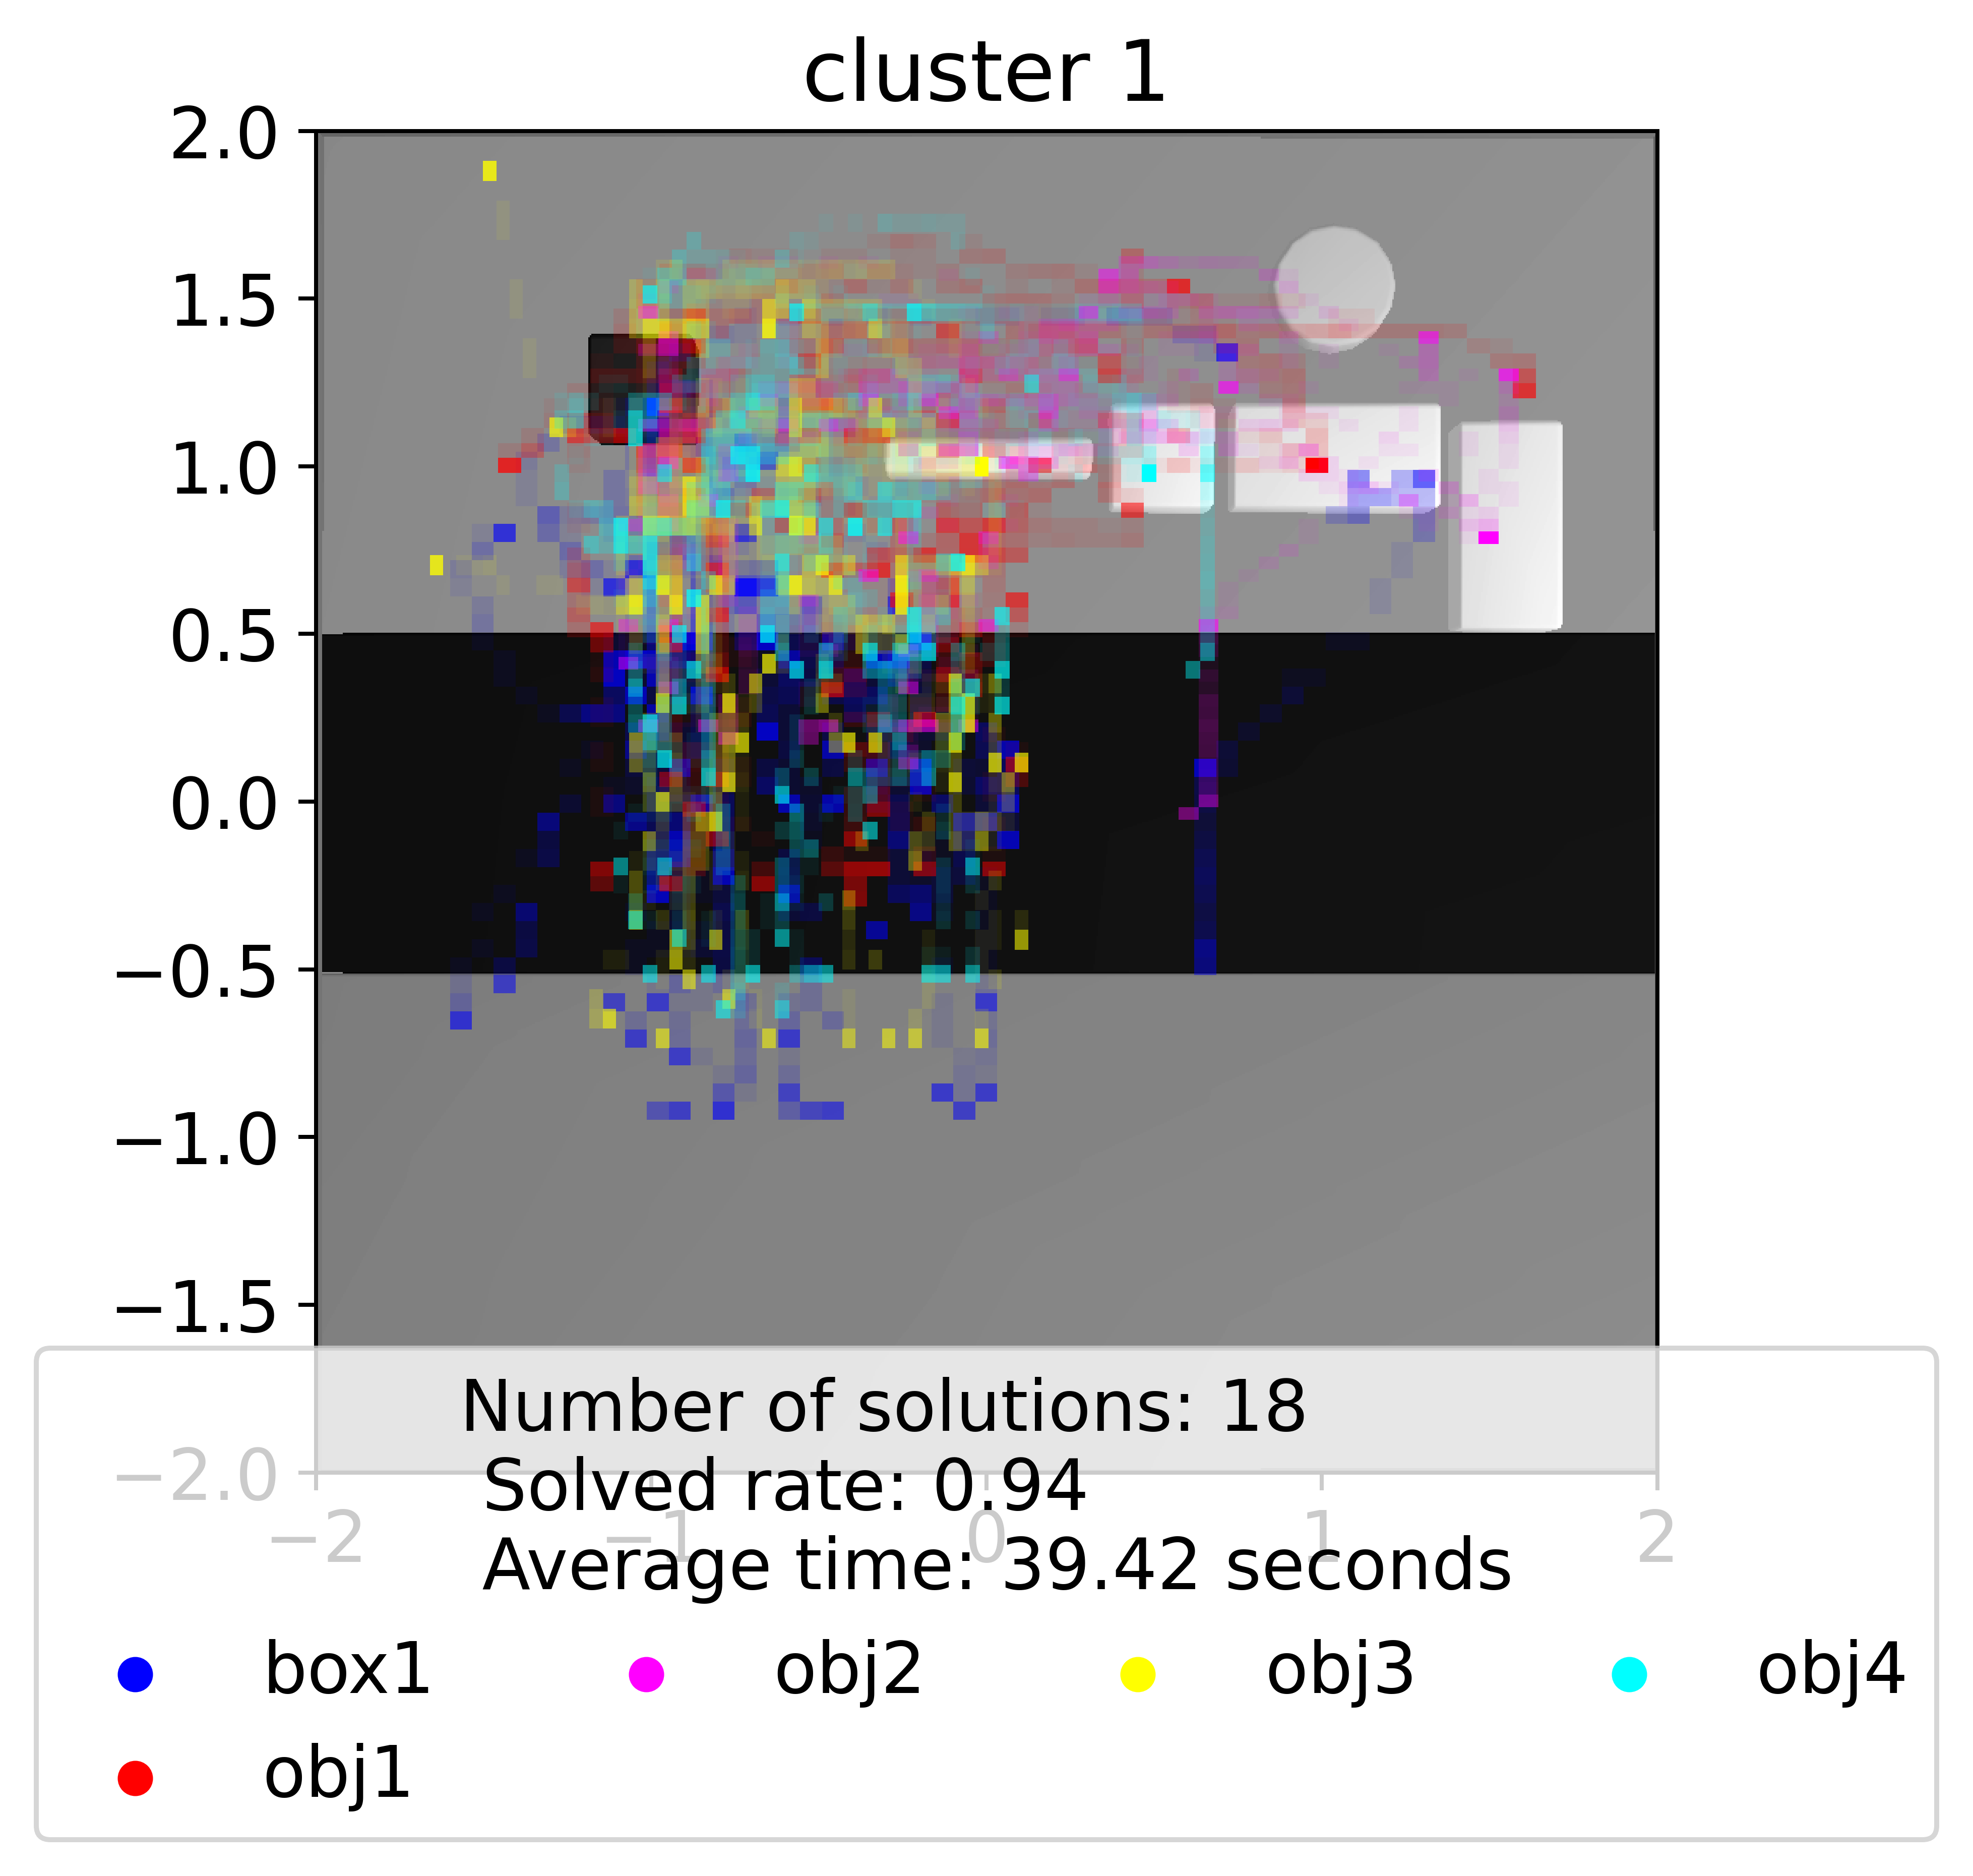 cluster 1
2.0
1.5
1.0
0.5
0.0
−0.5
−1.0
−1.5
−2.0
−2 −1 0 1 2
Number of solutions: 18
Solved rate: 0.94
Average time: 39.42 seconds
box1 obj2 obj3 obj4
obj1